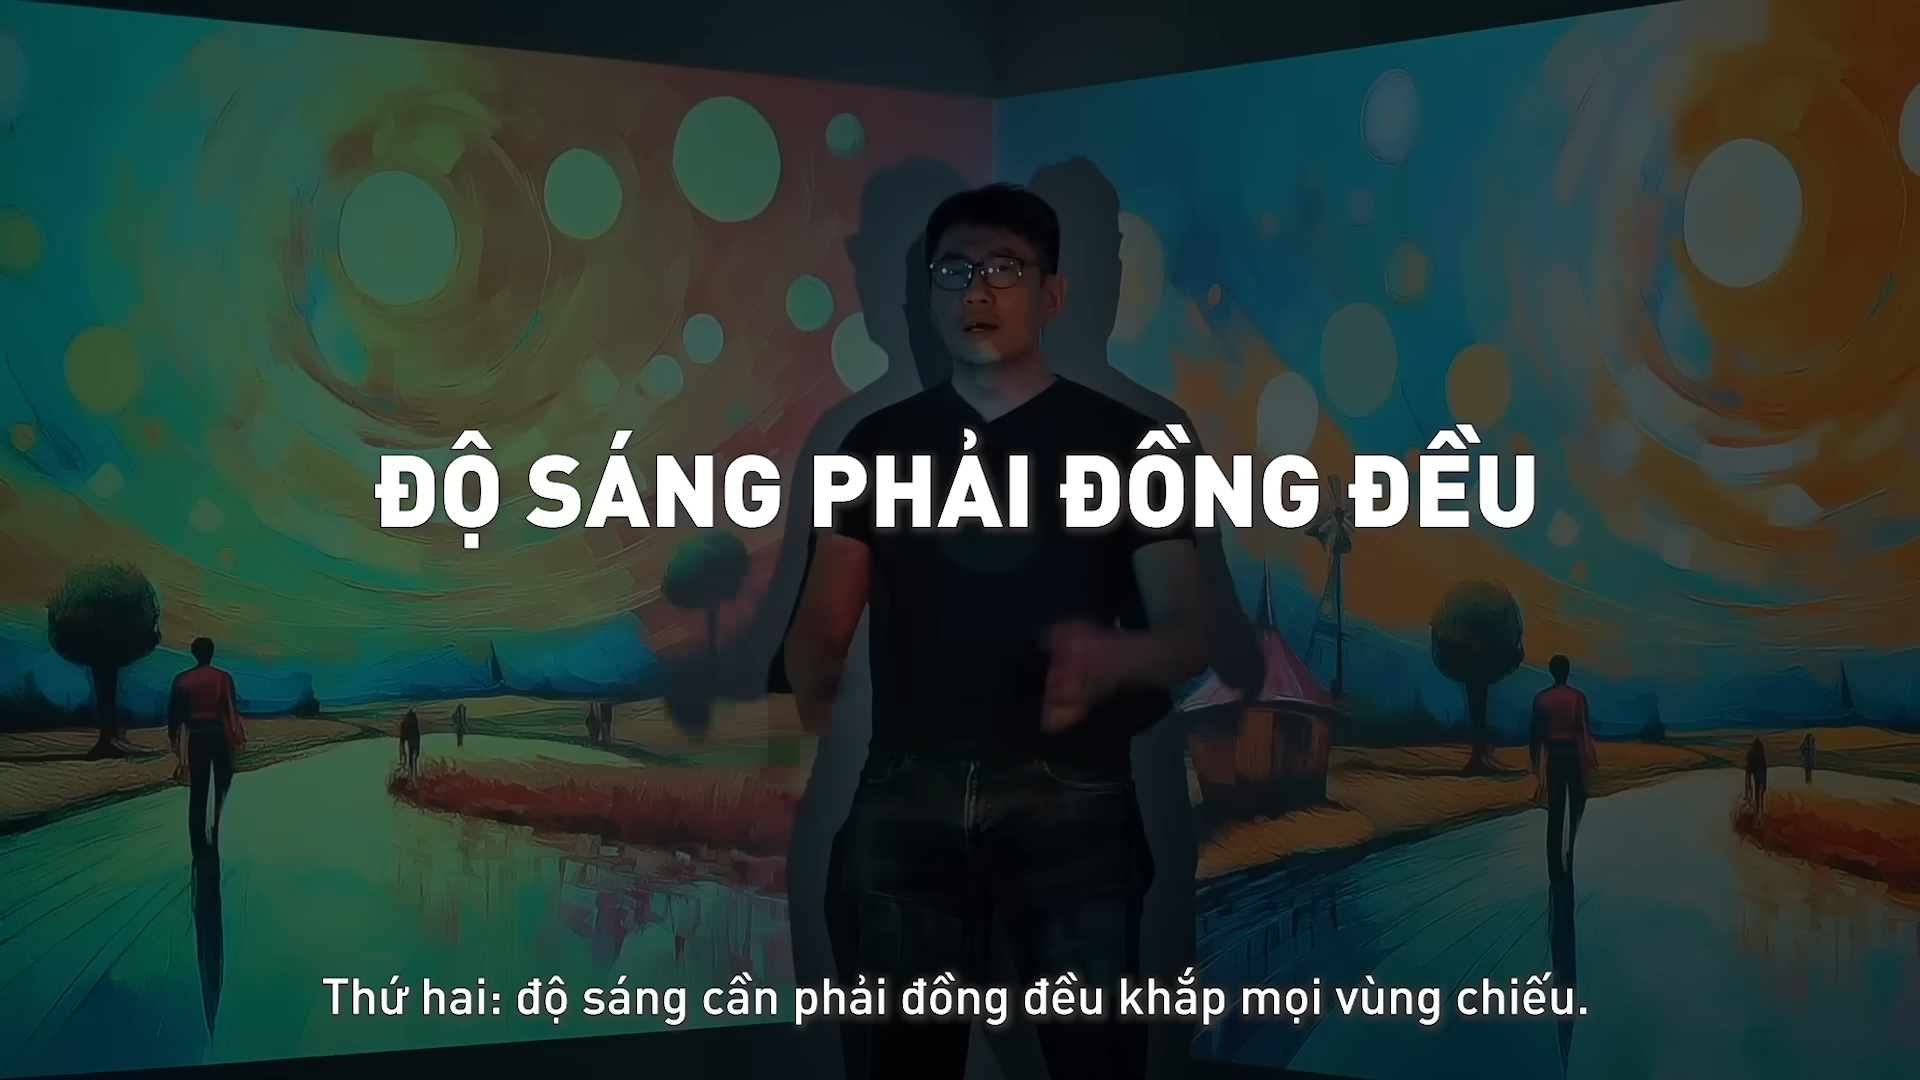 ĐỘ SÁNG PHẢI ĐỒNG ĐỀU
Thứ hai: độ sáng cần phải đồng đều khắp mọi vùng chiếu.